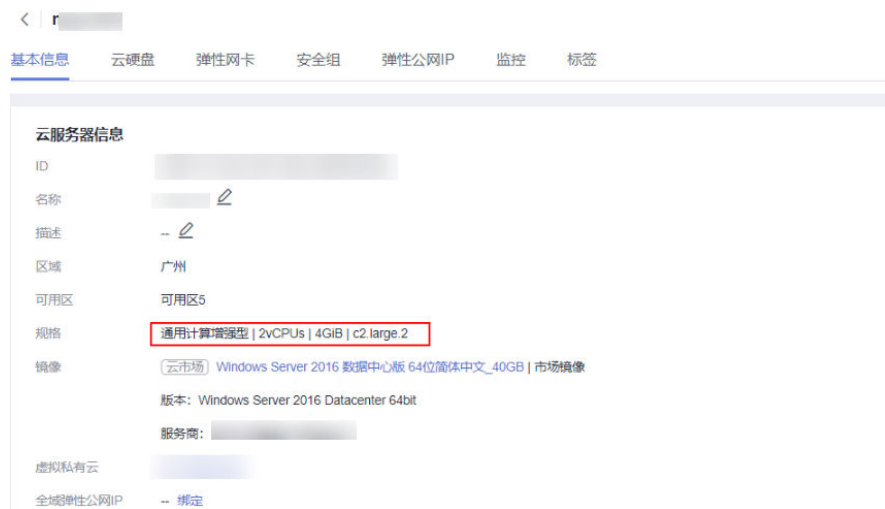 基本信息 云硬盘 弹性网卡 安全组 弹性公网IP 监控 标签
云服务器信息
ID
名称
描述 --
区域 广州
可用区 可用区5
规格 通用计算增强型 | 2vCPUs | 4GiB | c2.large.2
镜像 云市场 Windows Server 2016 数据中心版 64位简体中文_40GB | 市场镜像
版本：Windows Server 2016 Datacenter 64bit
服务商：
虚拟私有云
全域弹性公网IP -- 绑定